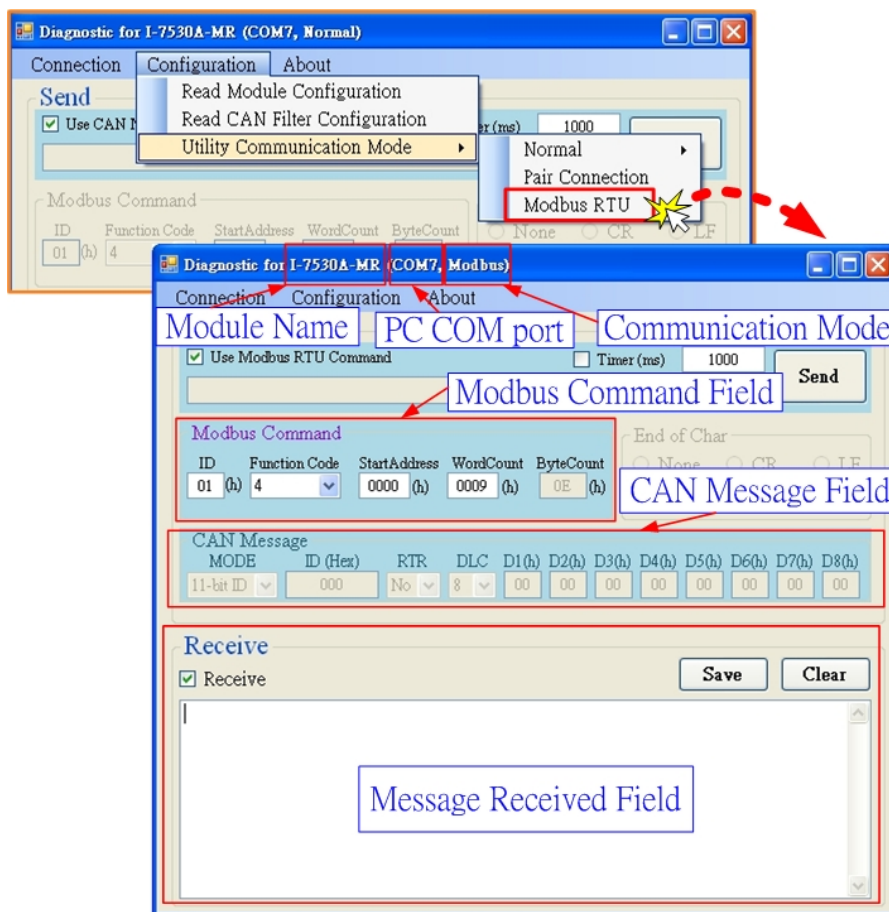 Diagnostic for I-7530A-MR (COM7, Normal)
Connection Configuration About
Send
Read Module Configuration
Read CAN Filter Configuration
Utility Communication Mode
Use CAN
er (ms) 1000
Normal
Pair Connection
Modbus RTU
Modbus Command
ID Function Code StartAddress WordCount ByteCount
01 (h) 4
None CR LF
Diagnostic for I-7530A-MR (COM7, Modbus)
Connection Configuration About
Module Name PC COM port Communication Mode
Use Modbus RTU Command Timer (ms) 1000
Send
Modbus Command Field
Modbus Command
End of Char
ID Function Code StartAddress WordCount ByteCount
None CR LF
01 (h) 4 0000 (h) 0009 (h) 0E (h)
CAN Message Field
CAN Message
MODE ID (Hex) RTR DLC D1(h) D2(h) D3(h) D4(h) D5(h) D6(h) D7(h) D8(h)
11-bit ID 000 No 8 00 00 00 00 00 00 00 00
Receive
Receive Save Clear
Message Received Field